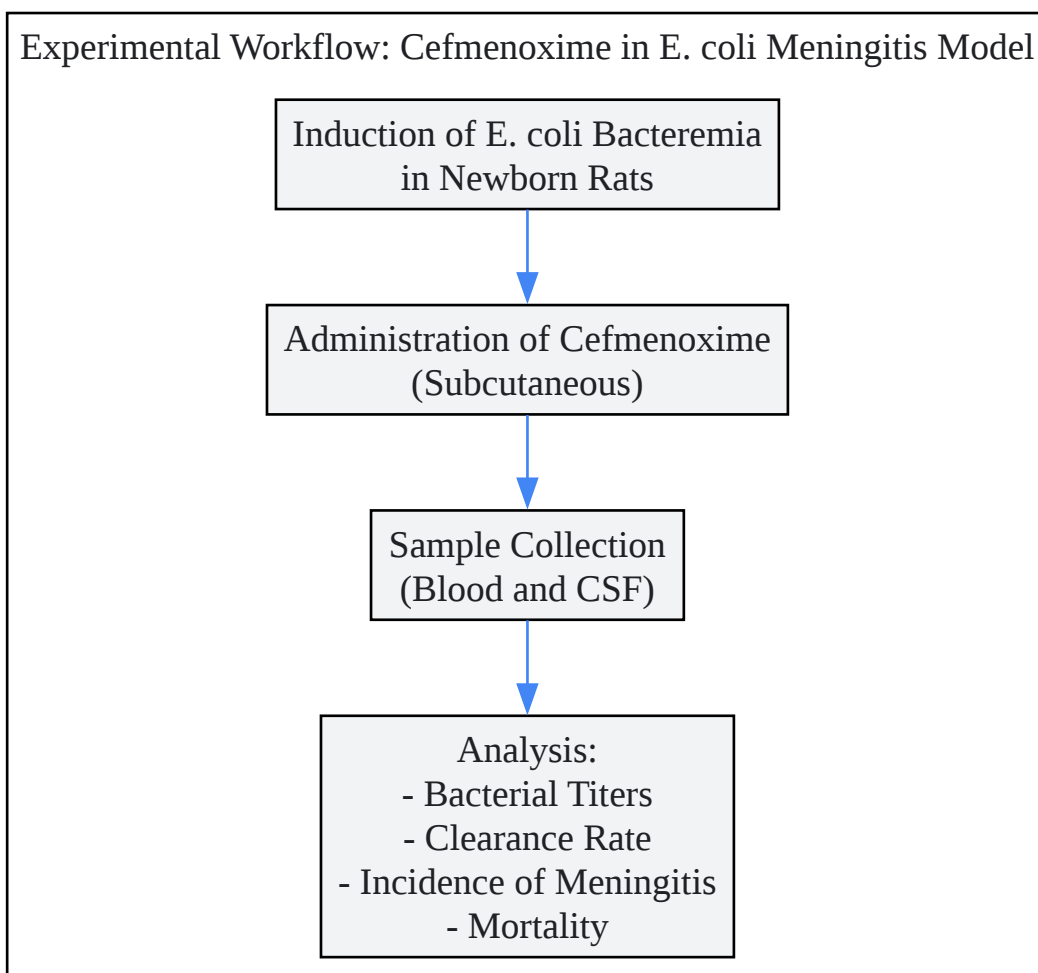 Experimental Workflow: Cefmenoxime in E. coli Meningitis Model
Induction of E. coli Bacteremia
in Newborn Rats
Administration of Cefmenoxime
(Subcutaneous)
Sample Collection
(Blood and CSF)
Analysis:
- Bacterial Titers
- Clearance Rate
- Incidence of Meningitis
- Mortality